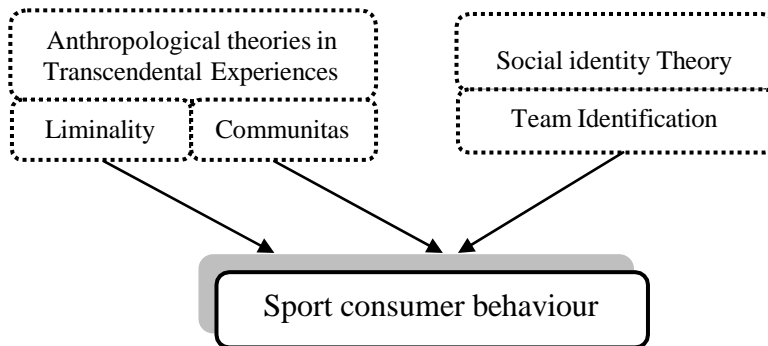 Anthropological theories in
Transcendental Experiences
Liminality
Communitas
Social identity Theory
Team Identification
Sport consumer behaviour